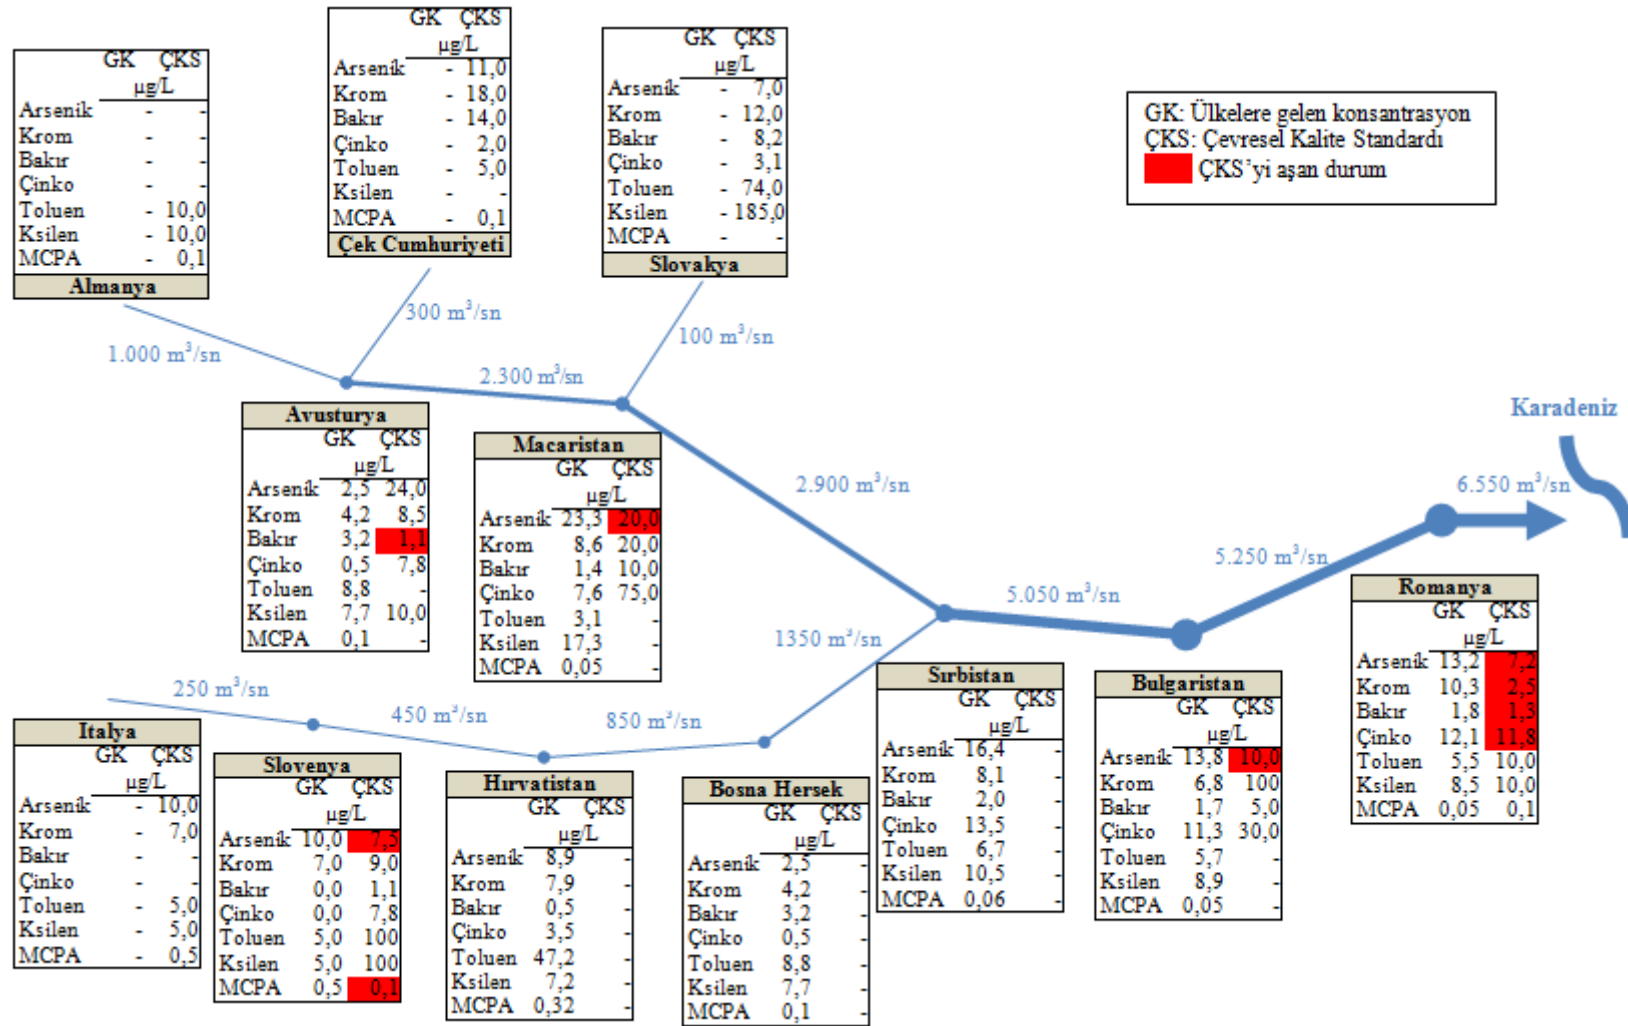 GK ÇKS
µg/L
Arsenik - -
Krom - -
Bakır - -
Çinko - -
Toluen - 10,0
Ksilen - 10,0
MCPA - 0,1
Almanya
GK ÇKS
µg/L
Arsenik - 11,0
Krom - 18,0
Bakır - 14,0
Çinko - 2,0
Toluen - 5,0
Ksilen - -
MCPA - 0,1
Çek Cumhuriyeti
GK ÇKS
µg/L
Arsenik - 7,0
Krom - 12,0
Bakır - 8,2
Çinko - 3,1
Toluen - 74,0
Ksilen - 185,0
MCPA - -
Slovakya
GK: Ülkelere gelen konsantrasyon
ÇKS: Çevresel Kalite Standardı
ÇKS'yi aşan durum
1.000 m³/sn
300 m³/sn
2.300 m³/sn
100 m³/sn
2.900 m³/sn
Karadeniz
6.550 m³/sn
5.250 m³/sn
5.050 m³/sn
1350 m³/sn
850 m³/sn
450 m³/sn
250 m³/sn
Avusturya
GK ÇKS
µg/L
Arsenik 2,5 24,0
Krom 4,2 8,5
Bakır 3,2 1,1
Çinko 0,5 7,8
Toluen 8,8 -
Ksilen 7,7 10,0
MCPA 0,1 -
Macaristan
GK ÇKS
µg/L
Arsenik 23,3 20,0
Krom 8,6 20,0
Bakır 1,4 10,0
Çinko 7,6 75,0
Toluen 3,1 -
Ksilen 17,3 -
MCPA 0,05 -
Italya
GK ÇKS
µg/L
Arsenik - 10,0
Krom - 7,0
Bakır - -
Çinko - -
Toluen - 5,0
Ksilen - 5,0
MCPA - 0,5
Slovenya
GK ÇKS
µg/L
Arsenik 10,0 7,5
Krom 7,0 9,0
Bakır 0,0 1,1
Çinko 0,0 7,8
Toluen 5,0 100
Ksilen 5,0 100
MCPA 0,5 0,1
Hırvatistan
GK ÇKS
µg/L
Arsenik 8,9 -
Krom 7,9 -
Bakır 0,5 -
Çinko 3,5 -
Toluen 47,2 -
Ksilen 7,2 -
MCPA 0,32 -
Bosna Hersek
GK ÇKS
µg/L
Arsenik 2,5 -
Krom 4,2 -
Bakır 3,2 -
Çinko 0,5 -
Toluen 8,8 -
Ksilen 7,7 -
MCPA 0,1 -
Sırbistan
GK ÇKS
µg/L
Arsenik 16,4 -
Krom 8,1 -
Bakır 2,0 -
Çinko 13,5 -
Toluen 6,7 -
Ksilen 10,5 -
MCPA 0,06 -
Bulgaristan
GK ÇKS
µg/L
Arsenik 13,8 10,0
Krom 6,8 100
Bakır 1,7 5,0
Çinko 11,3 30,0
Toluen 5,7 -
Ksilen 8,9 -
MCPA 0,05 -
Romanya
GK ÇKS
µg/L
Arsenik 13,2 7,2
Krom 10,3 2,5
Bakır 1,8 1,3
Çinko 12,1 11,8
Toluen 5,5 10,0
Ksilen 8,5 10,0
MCPA 0,05 0,1